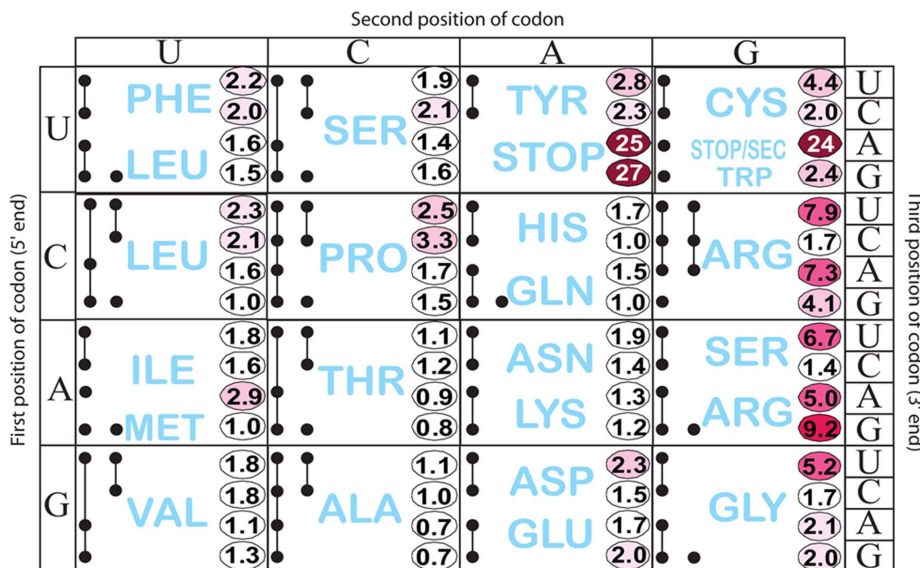 Second position of codon
U C A G
First position of codon (5' end)
Third position of codon (3' end)
U
PHE 2.2 2.0
LEU 1.6 1.5
SER 1.9 2.1 1.4 1.6
TYR 2.8 2.3
STOP 25 27
CYS 4.4 2.0
STOP/SEC 24
TRP 2.4
U
C
A
G
C
LEU 2.3 2.1 1.6 1.0
PRO 2.5 3.3 1.7 1.5
HIS 1.7 1.0
GLN 1.5 1.0
ARG 7.9 1.7 7.3 4.1
U
C
A
G
A
ILE 1.8 1.6 2.9
MET 1.0
THR 1.1 1.2 0.9 0.8
ASN 1.9 1.4
LYS 1.3 1.2
SER 6.7 1.4
ARG 5.0 9.2
U
C
A
G
G
VAL 1.8 1.8 1.1 1.3
ALA 1.1 1.0 0.7 0.7
ASP 2.3 1.5
GLU 1.7 2.0
GLY 5.2 1.7 2.1 2.0
U
C
A
G